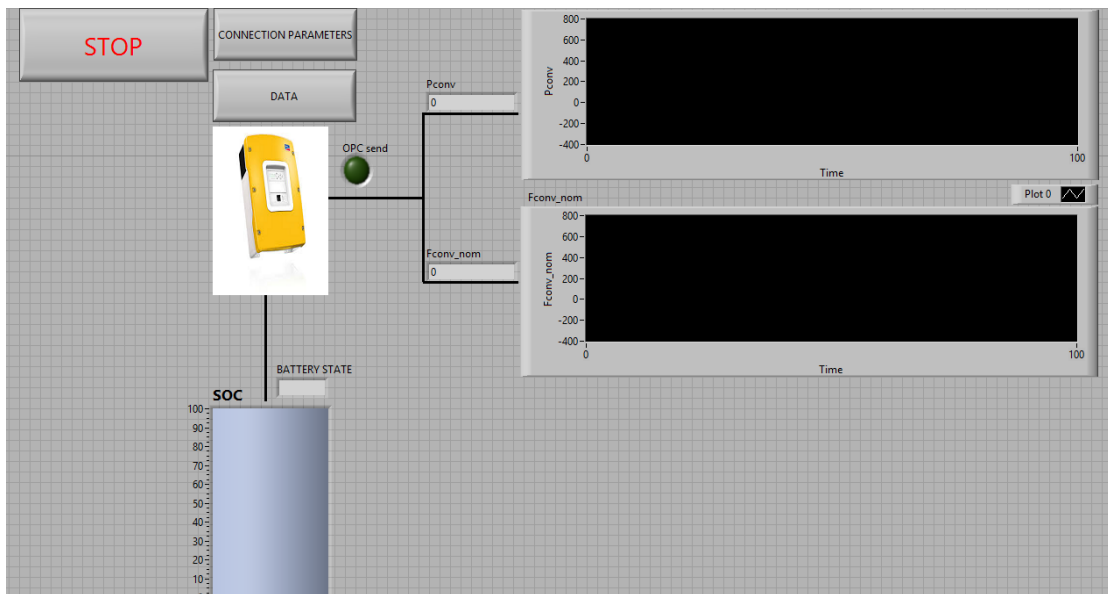 STOP
CONNECTION PARAMETERS
DATA
OPC send
Pconv
0
Fconv_nom
0
BATTERY STATE
SOC
100
90
80
70
60
50
40
30
20
10
Pconv
800
600
400
200
0
-200
-400
0
100
Time
Fconv_nom
Plot 0
Fconv_nom
800
600
400
200
0
-200
-400
0
100
Time